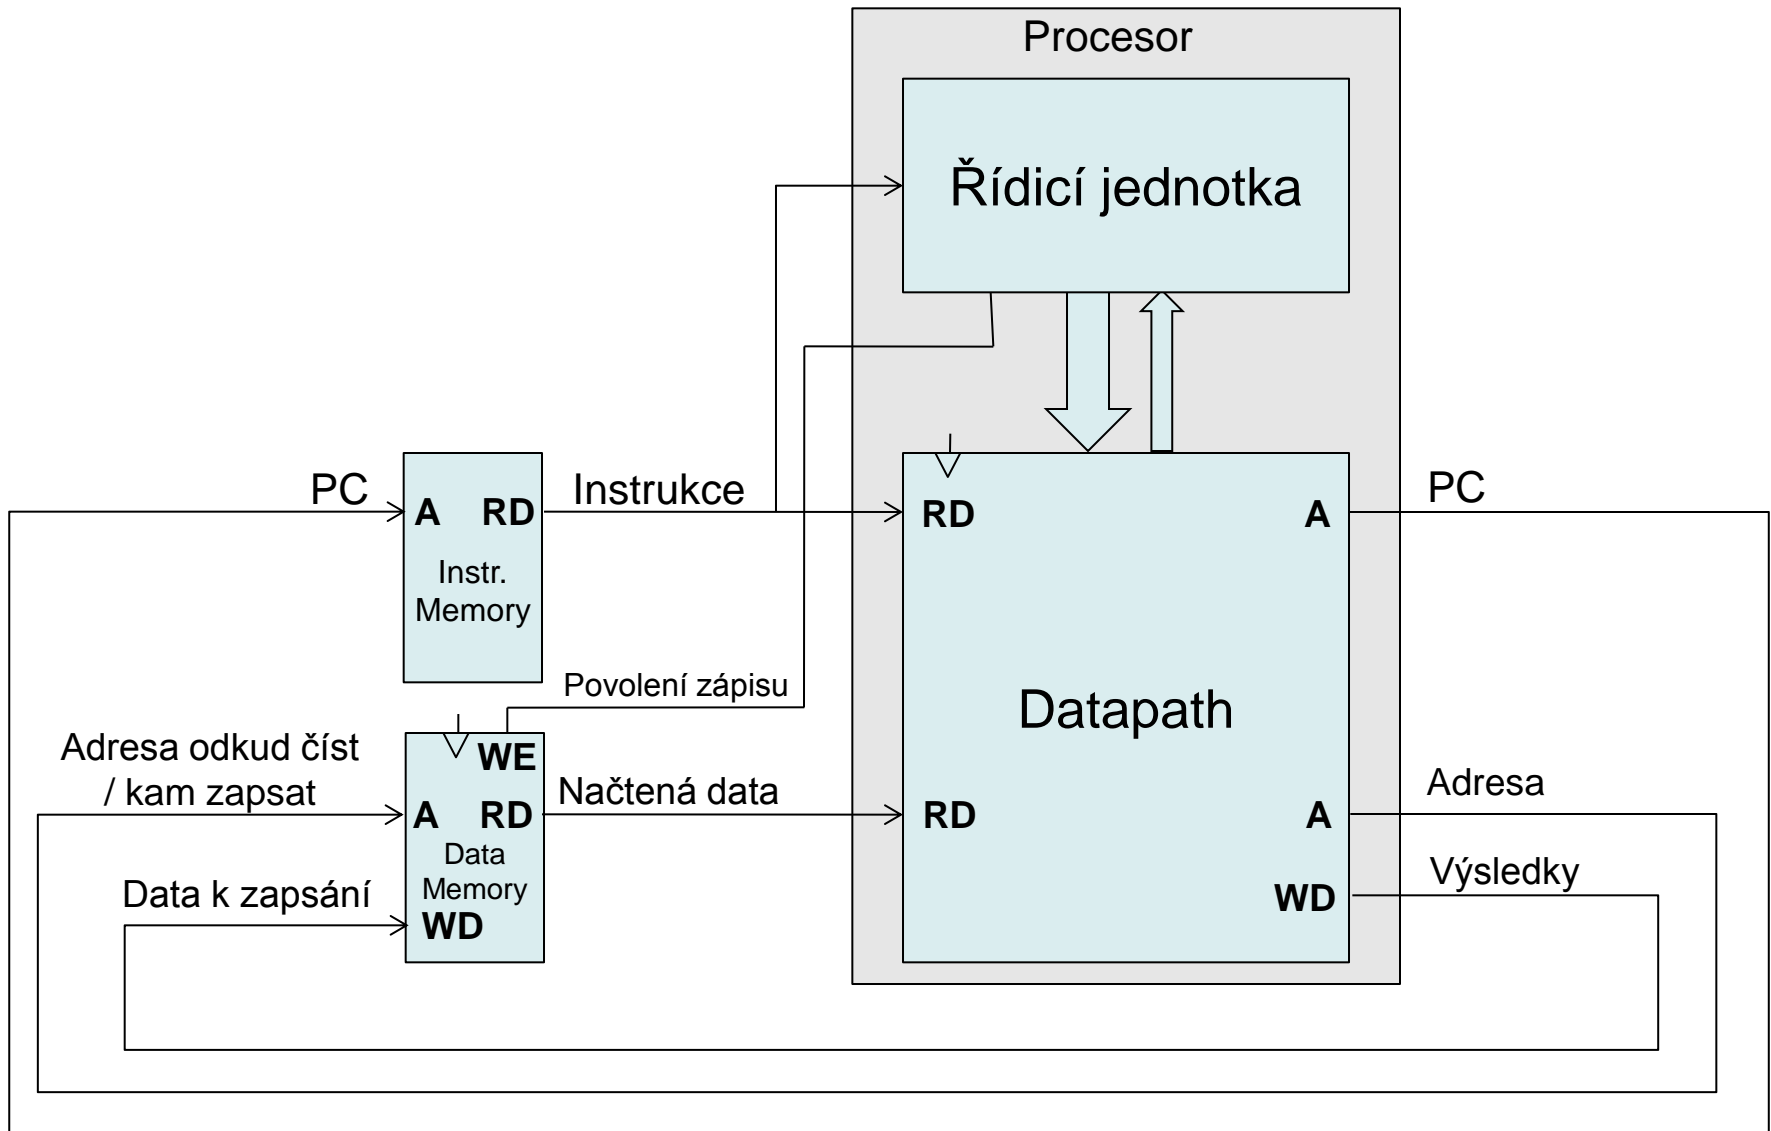 Procesor
Řídicí jednotka
PC
Instrukce
PC
A
RD
RD
A
Instr.
Memory
Povolení zápisu
Datapath
Adresa odkud číst
/ kam zapsat
WE
Načtená data
Adresa
A
RD
RD
A
Data
Memory
Data k zapsání
Výsledky
WD
WD